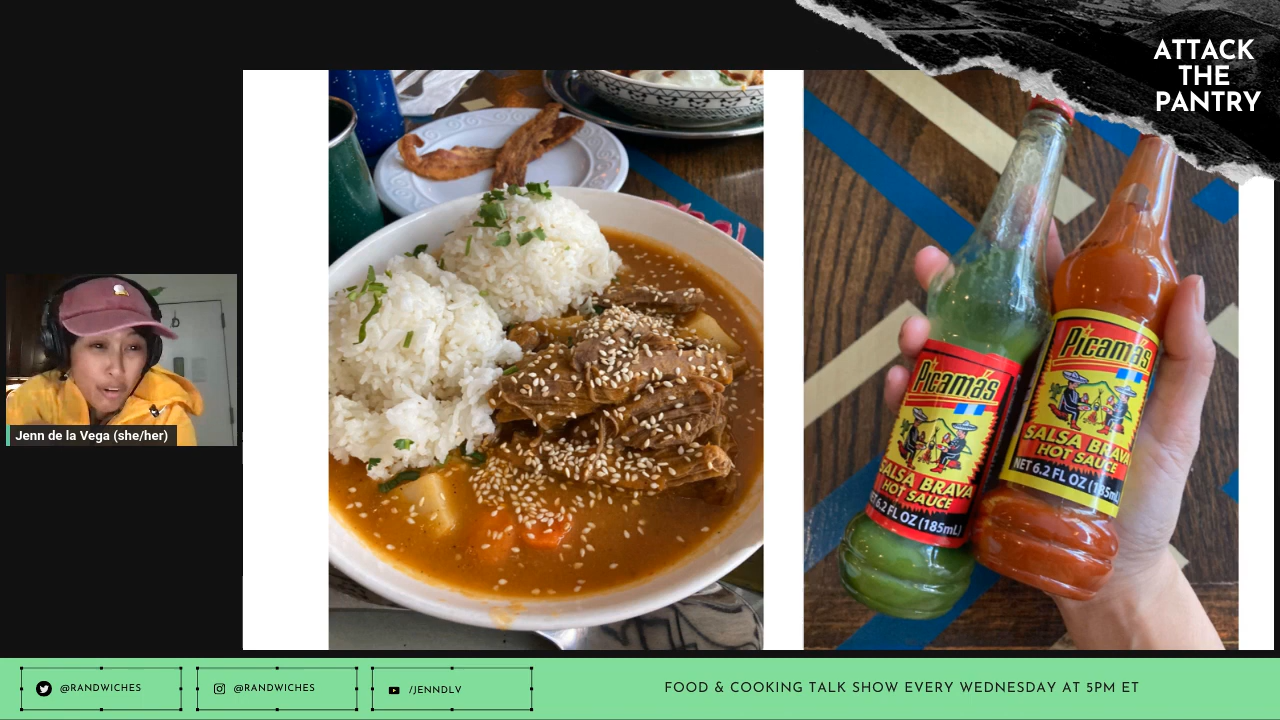 ATTACK
THE
PANTRY
Jenn de la Vega (she/her)
Picamás
SALSA BRAVA
HOT SAUCE
6.2 FL OZ (185mL)
Picamás
SALSA BRAVA
HOT SAUCE
NET 6.2 FL OZ (185mL)
@RANDWICHES
@RANDWICHES
/JENNDLV
FOOD & COOKING TALK SHOW EVERY WEDNESDAY AT 5PM ET